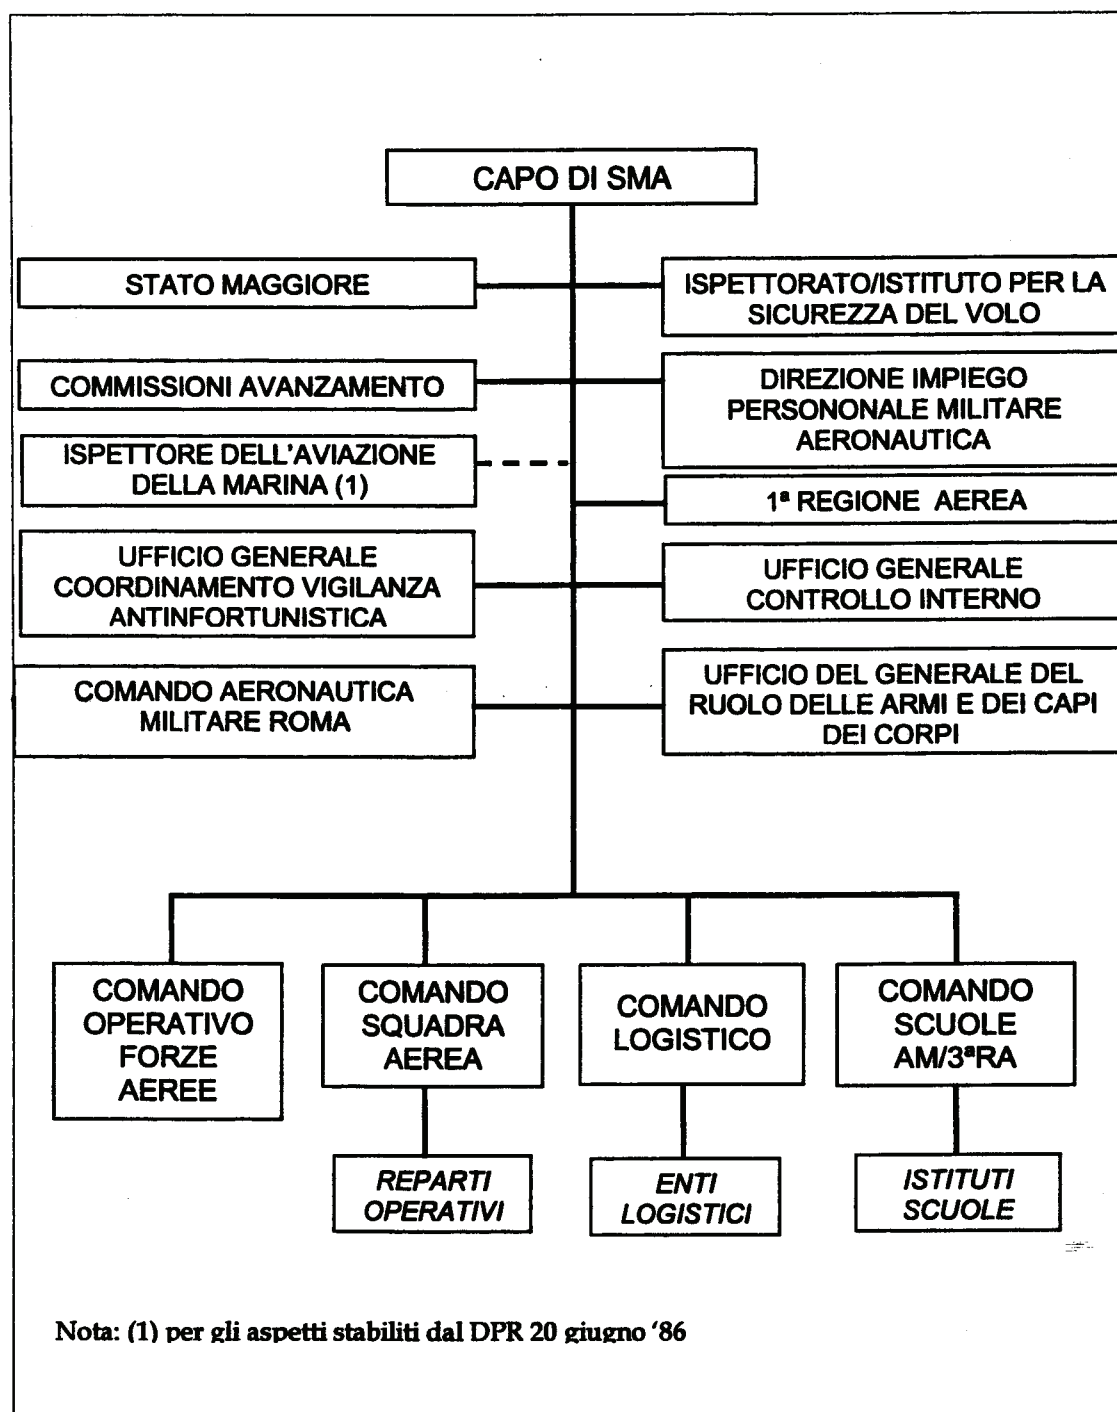 CAPO DI SMA
STATO MAGGIORE
ISPETTORATO/ISTITUTO PER LA
SICUREZZA DEL VOLO
COMMISSIONI AVANZAMENTO
DIREZIONE IMPIEGO
PERSONONALE MILITARE
AERONAUTICA
ISPETTORE DELL'AVIAZIONE
DELLA MARINA (1)
1ª REGIONE AEREA
UFFICIO GENERALE
COORDINAMENTO VIGILANZA
ANTINFORTUNISTICA
UFFICIO GENERALE
CONTROLLO INTERNO
COMANDO AERONAUTICA
MILITARE ROMA
UFFICIO DEL GENERALE DEL
RUOLO DELLE ARMI E DEI CAPI
DEI CORPI
COMANDO
OPERATIVO
FORZE
AEREE
COMANDO
SQUADRA
AEREA
COMANDO
LOGISTICO
COMANDO
SCUOLE
AM/3ªRA
REPARTI
OPERATIVI
ENTI
LOGISTICI
ISTITUTI
SCUOLE
Nota: (1) per gli aspetti stabiliti dal DPR 20 giugno '86